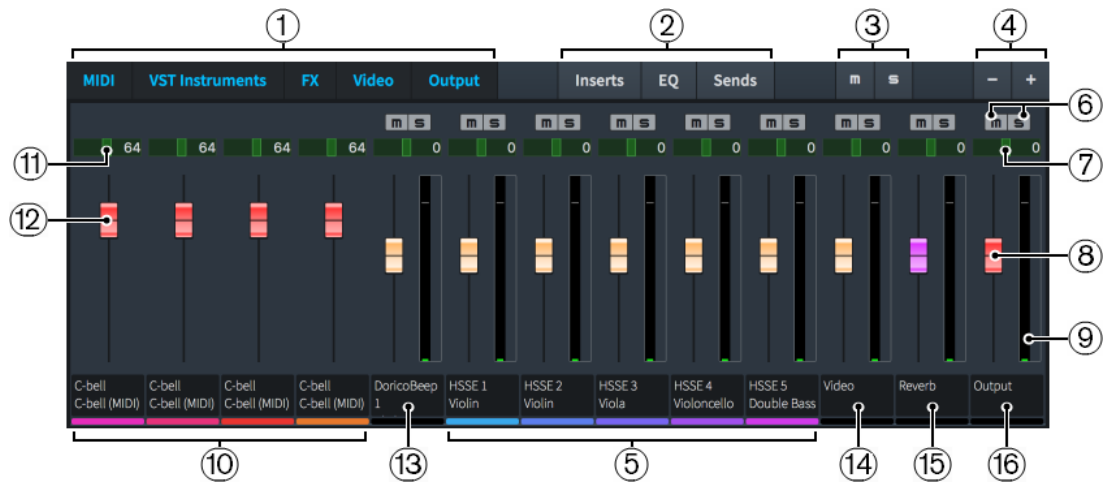 ① ② ③ ④
MIDI VST Instruments FX Video Output Inserts EQ Sends m s − +
⑥
m s m s m s m s m s m s m s m s m s
⑪ 64 64 64 64 0 0 0 0 0 0 0 0 0 ⑦
⑫
⑧
⑨
C-bell C-bell C-bell C-bell DoricoBeep HSSE 1 HSSE 2 HSSE 3 HSSE 4 HSSE 5 Video Reverb Output
C-bell (MIDI) C-bell (MIDI) C-bell (MIDI) C-bell (MIDI) 1 Violin Violin Viola Violoncello Double Bass
⑩ ⑬ ⑤ ⑭ ⑮ ⑯